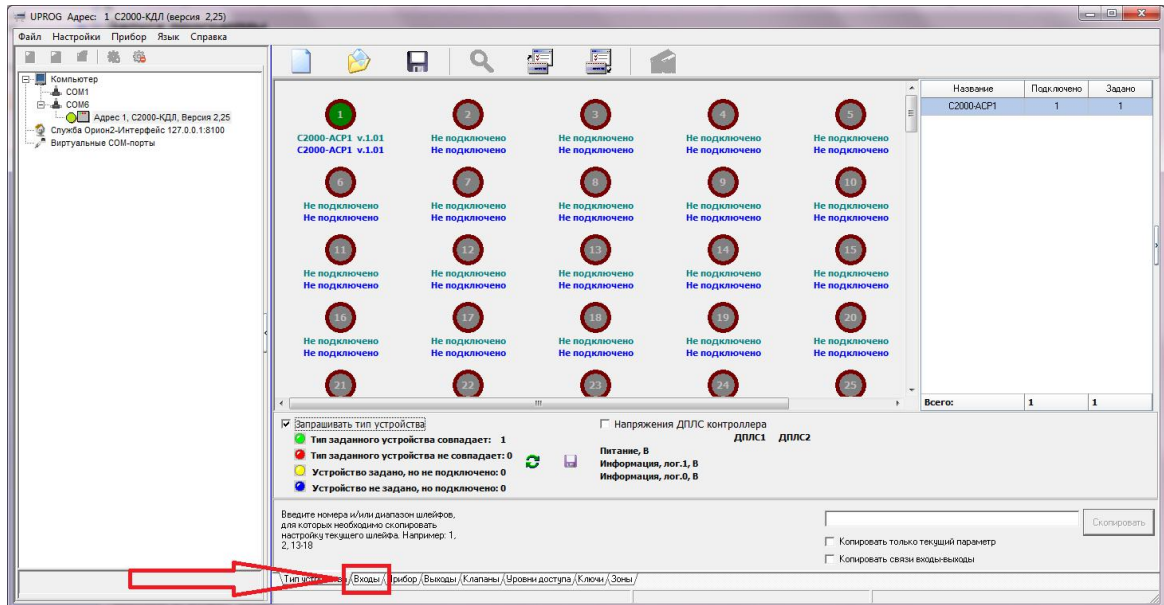 UPROG Адрес: 1 С2000-КДЛ (версия 2,25)
Файл Настройки Прибор Язык Справка
Компьютер
COM1
COM6
Адрес 1, С2000-КДЛ, Версия 2,25
Служба Орион2-Интерфейс 127.0.0.1:8100
Виртуальные COM-порты
1 2 3 4 5
С2000-АСР1 v.1.01 Не подключено Не подключено Не подключено Не подключено
С2000-АСР1 v.1.01 Не подключено Не подключено Не подключено Не подключено
6 7 8 9 10
Не подключено Не подключено Не подключено Не подключено Не подключено
Не подключено Не подключено Не подключено Не подключено Не подключено
11 12 13 14 15
Не подключено Не подключено Не подключено Не подключено Не подключено
Не подключено Не подключено Не подключено Не подключено Не подключено
16 17 18 19 20
Не подключено Не подключено Не подключено Не подключено Не подключено
Не подключено Не подключено Не подключено Не подключено Не подключено
21 22 23 24 25
Название Подключено Задано
С2000-АСР1 1 1
Всего: 1 1
Запрашивать тип устройства
Тип заданного устройства совпадает: 1
Тип заданного устройства не совпадает: 0
Устройство задано, но не подключено: 0
Устройство не задано, но подключено: 0
Напряжения ДПЛС контроллера
ДПЛС1 ДПЛС2
Питание, В
Информация, лог.1, В
Информация, лог.0, В
Введите номера и/или диапазон шлейфов,
для которых необходимо скопировать
настройку текущего шлейфа. Например: 1,
2, 13-18
Скопировать
Копировать только текущий параметр
Копировать связи входы-выходы
Тип Входы Прибор Выходы Клапаны Уровни доступа Ключи Зоны